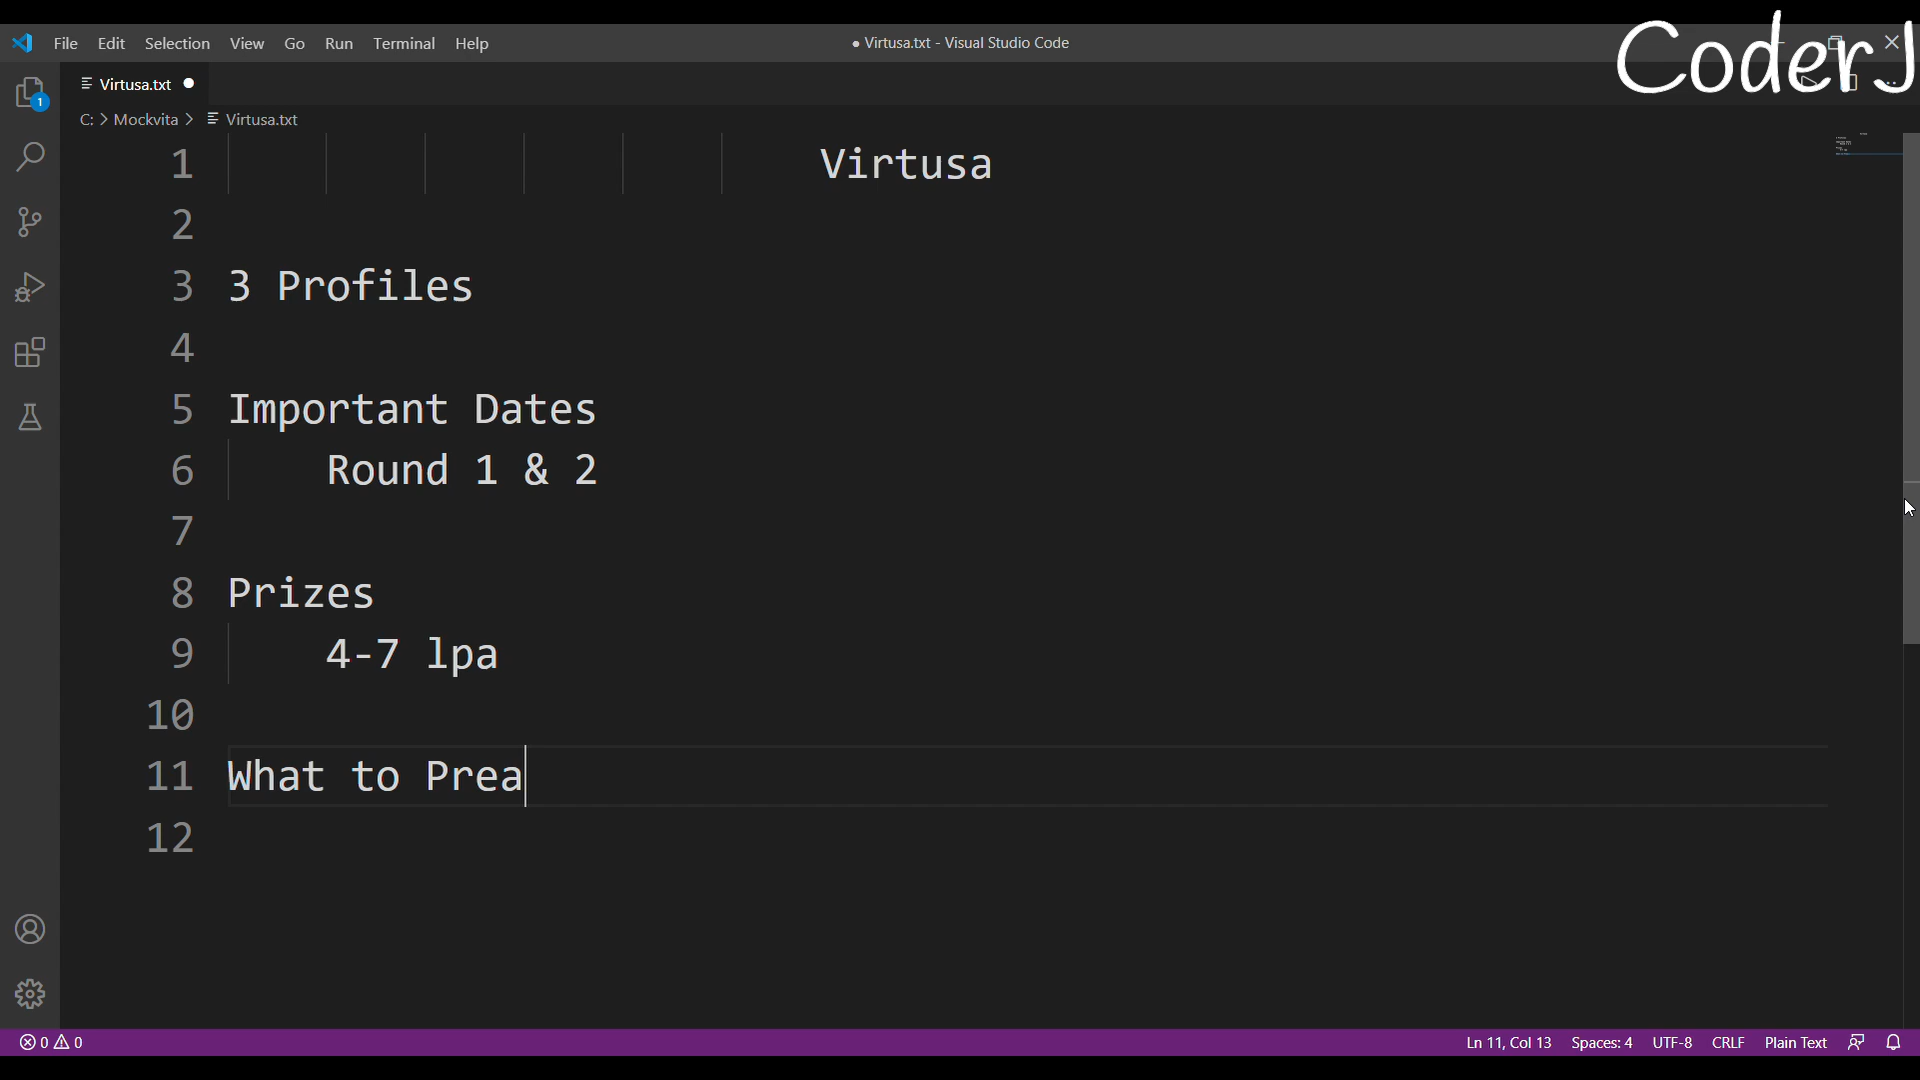 CoderJ
File Edit Selection View Go Run Terminal Help
● Virtusa.txt - Visual Studio Code
1
Virtusa.txt ●
C: > Mockvita > Virtusa.txt
1 Virtusa
2
3 3 Profiles
4
5 Important Dates
6 Round 1 & 2
7
8 Prizes
9 4-7 lpa
10
11 What to Prea
12
0 0
Ln 11, Col 13 Spaces: 4 UTF-8 CRLF Plain Text